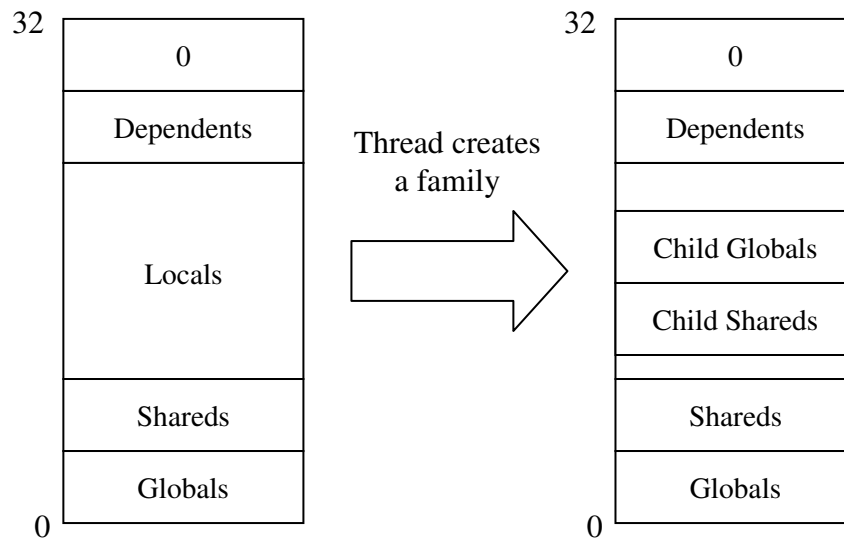 32
0
Dependents
Locals
Shareds
Globals
0
Thread creates
a family
32
0
Dependents
Child Globals
Child Shareds
Shareds
Globals
0